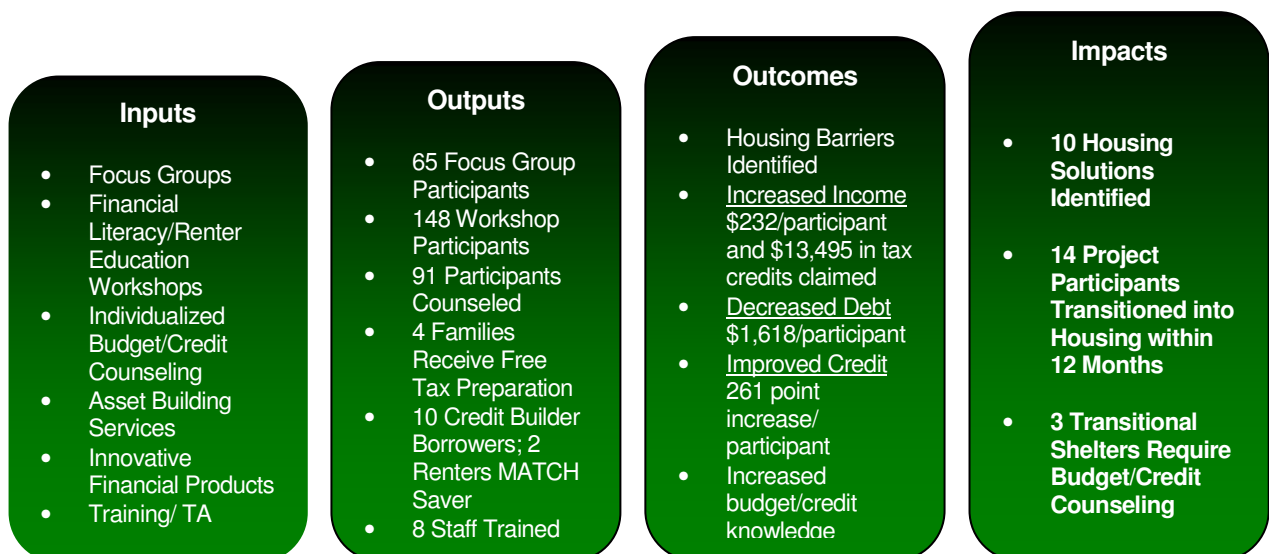 Inputs
• Focus Groups
• Financial
Literacy/Renter
Education
Workshops
• Individualized
Budget/Credit
Counseling
• Asset Building
Services
• Innovative
Financial Products
• Training/ TA
Outputs
• 65 Focus Group
Participants
• 148 Workshop
Participants
• 91 Participants
Counseled
• 4 Families
Receive Free
Tax Preparation
• 10 Credit Builder
Borrowers; 2
Renters MATCH
Saver
• 8 Staff Trained
Outcomes
• Housing Barriers
Identified
• Increased Income
$232/participant
and $13,495 in tax
credits claimed
• Decreased Debt
$1,618/participant
• Improved Credit
261 point
increase/
participant
• Increased
budget/credit
knowledge
Impacts
• 10 Housing
Solutions
Identified
• 14 Project
Participants
Transitioned into
Housing within
12 Months
• 3 Transitional
Shelters Require
Budget/Credit
Counseling